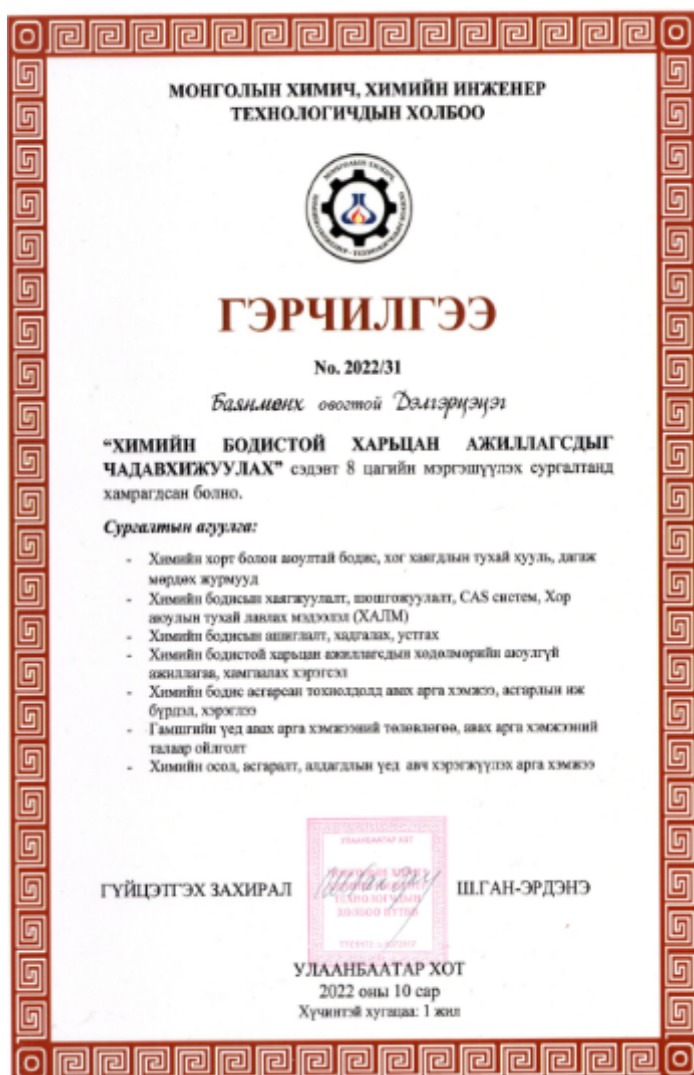 МОНГОЛЫН ХИМИЧ, ХИМИЙН ИНЖЕНЕР
ТЕХНОЛОГИЧДЫН ХОЛБОО
ГЭРЧИЛГЭЭ
No. 2022/31
Баянмөнх овогтой Дэлгэрцэцэг
“ХИМИЙН БОДИСТОЙ ХАРЬЦАН АЖИЛЛАГСДЫГ
ЧАДАВХИЖУУЛАХ” сэдэвт 8 цагийн мэргэшүүлэх сургалтанд
хамрагдсан болно.
Сургалтын агуулга:
- Химийн хорт болон аюултай бодис, хог хаягдлын тухай хууль, дагаж
мөрдөх журмууд
- Химийн бодисын хаягжуулалт, шошгожуулалт, CAS систем, Хор
аюулын тухай лавлах мэдээлэл (ХАЛМ)
- Химийн бодисын ашиглалт, хадгалах, устгах
- Химийн бодистой харьцан ажиллагсдын хөдөлмөрийн аюулгүй
ажиллагаа, хамгаалах хэрэгсэл
- Химийн бодис асгарсан тохиолдолд авах арга хэмжээ, асгарлын иж
бүрдэл, хэрэглээ
- Гамшгийн үед авах арга хэмжээний төлөвлөгөө, авах арга хэмжээний
талаар ойлголт
- Химийн осол, асгаралт, алдагдлын үед авч хэрэгжүүлэх арга хэмжээ
УЛААНБААТАР ХОТ
ГҮЙЦЭТГЭХ ЗАХИРАЛ Ш.ГАН-ЭРДЭНЭ
УЛААНБААТАР ХОТ
2022 оны 10 сар
Хүчинтэй хугацаа: 1 жил